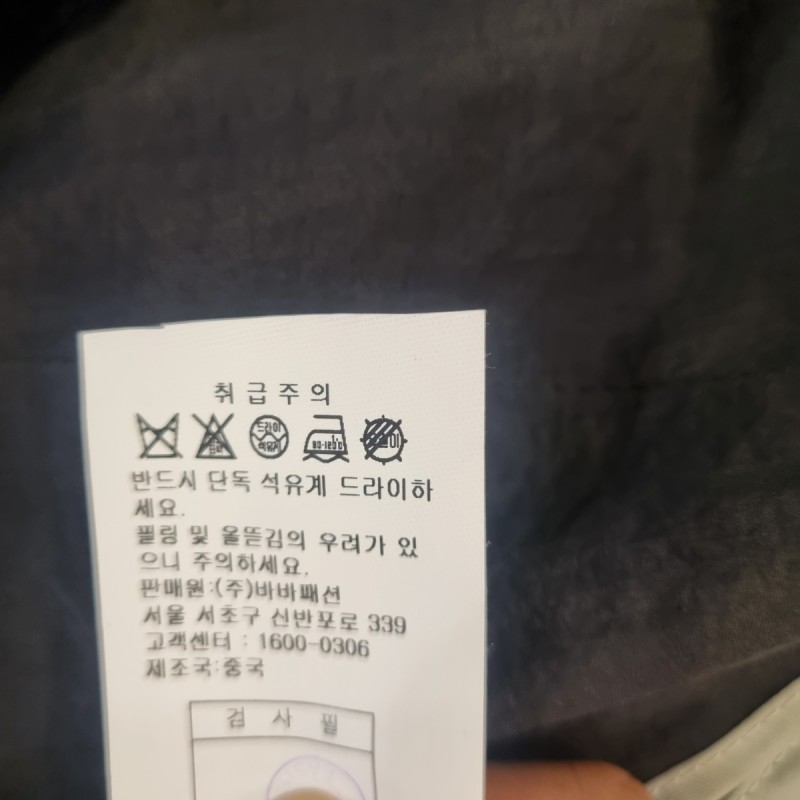 취급주의
드라이
석유계
80~120℃
반드시 단독 석유계 드라이하
세요.
필링 및 올뜯김의 우려가 있
으니 주의하세요.
판매원:(주)바바패션
서울 서초구 신반포로 339
고객센터 : 1600-0306
제조국:중국
검 사 필